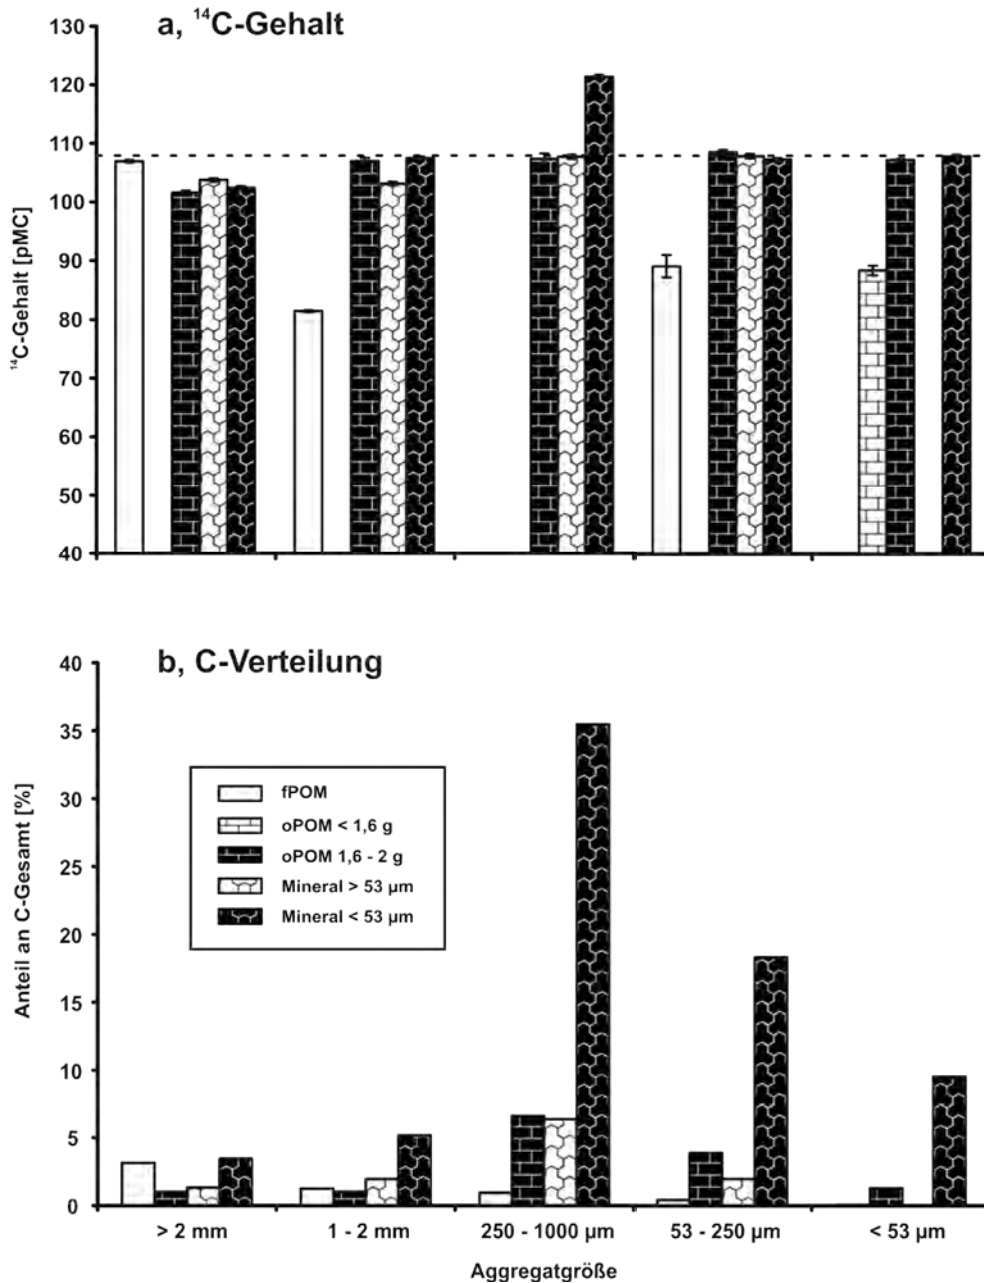 a, ¹⁴C-Gehalt
130
120
110
100
90
80
70
60
50
40
¹⁴C-Gehalt [pMC]
b, C-Verteilung
40
35
30
25
20
15
10
5
0
Anteil an C-Gesamt [%]
fPOM
oPOM < 1,6 g
oPOM 1,6 - 2 g
Mineral > 53 µm
Mineral < 53 µm
> 2 mm 1 - 2 mm 250 - 1000 µm 53 - 250 µm < 53 µm
Aggregatgröße